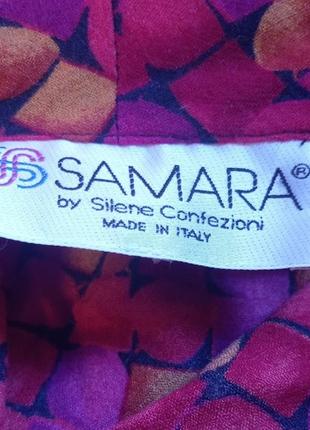 SAMARA®
by Silene Confezioni
MADE IN ITALY